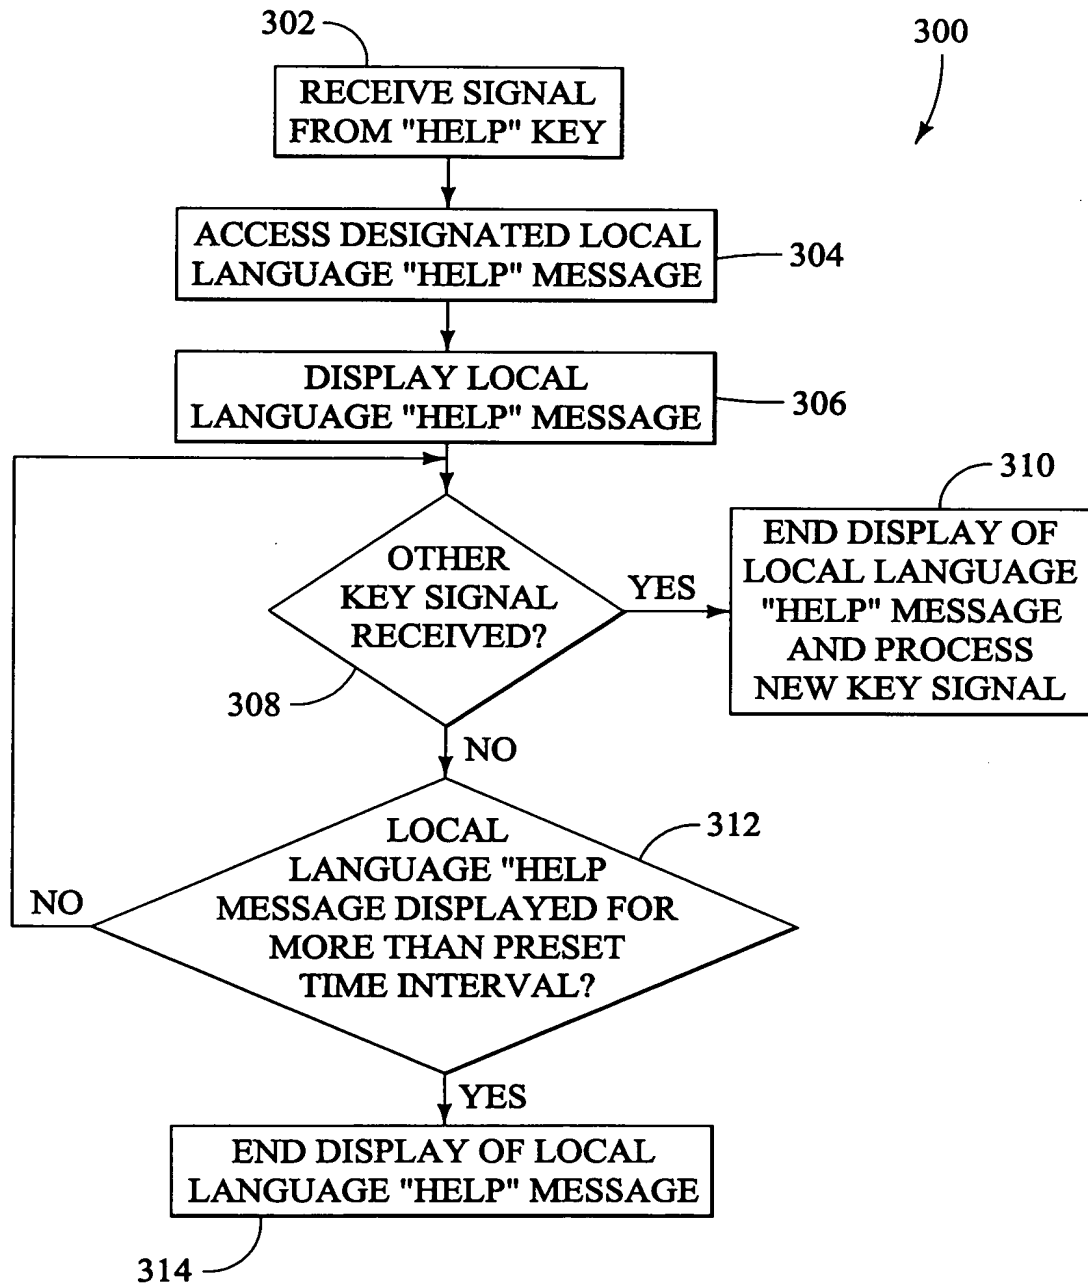 302
300
RECEIVE SIGNAL
FROM "HELP" KEY
ACCESS DESIGNATED LOCAL
LANGUAGE "HELP" MESSAGE
304
DISPLAY LOCAL
LANGUAGE "HELP" MESSAGE
306
OTHER
KEY SIGNAL
RECEIVED?
308
YES
310
END DISPLAY OF
LOCAL LANGUAGE
"HELP" MESSAGE
AND PROCESS
NEW KEY SIGNAL
NO
LOCAL
LANGUAGE "HELP
MESSAGE DISPLAYED FOR
MORE THAN PRESET
TIME INTERVAL?
312
NO
YES
END DISPLAY OF LOCAL
LANGUAGE "HELP" MESSAGE
314